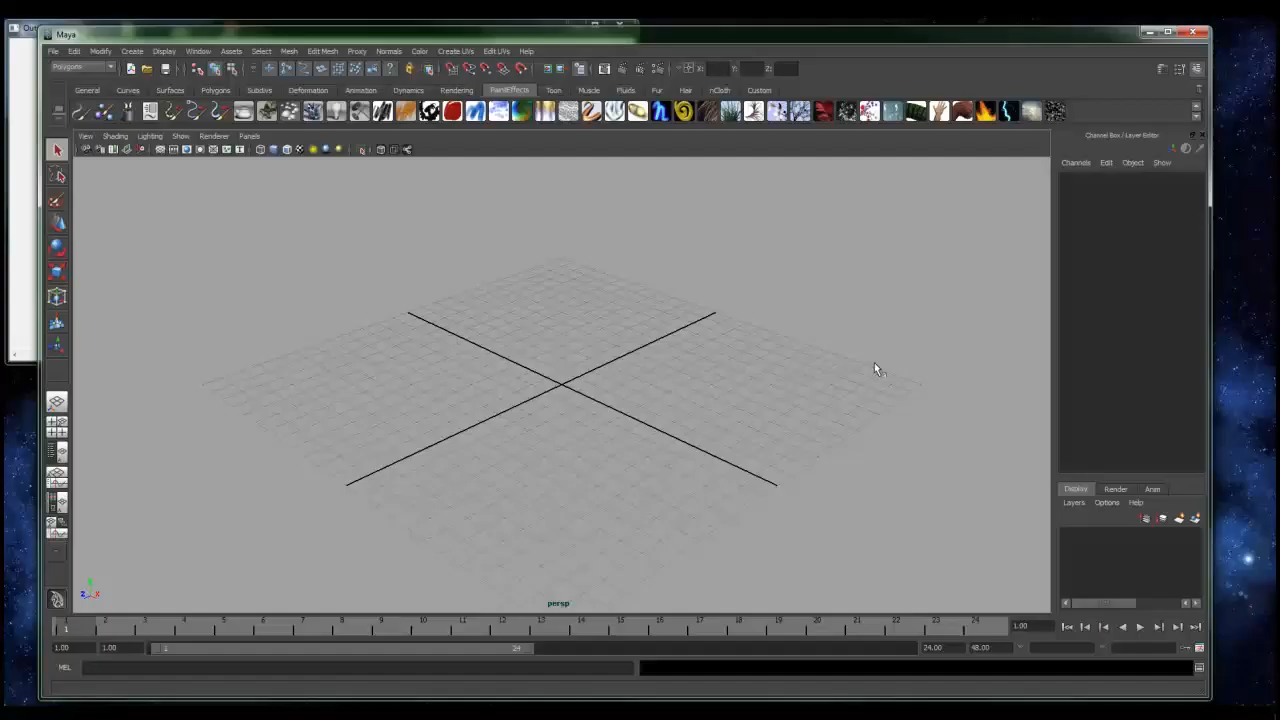 Out
Maya
File Edit Modify Create Display Window Assets Select Mesh Edit Mesh Proxy Normals Color Create UVs Edit UVs Help
Polygons
X: Y: Z:
General Curves Surfaces Polygons Subdivs Deformation Animation Dynamics Rendering PaintEffects Toon Muscle Fluids Fur Hair nCloth Custom
View Shading Lighting Show Renderer Panels
Channel Box / Layer Editor
Channels Edit Object Show
Display Render Anim
Layers Options Help
persp
1 2 3 4 5 6 7 8 9 10 11 12 13 14 15 16 17 18 19 20 21 22 23 24
1
1.00
1.00 1.00 1 24 24.00 48.00
MEL